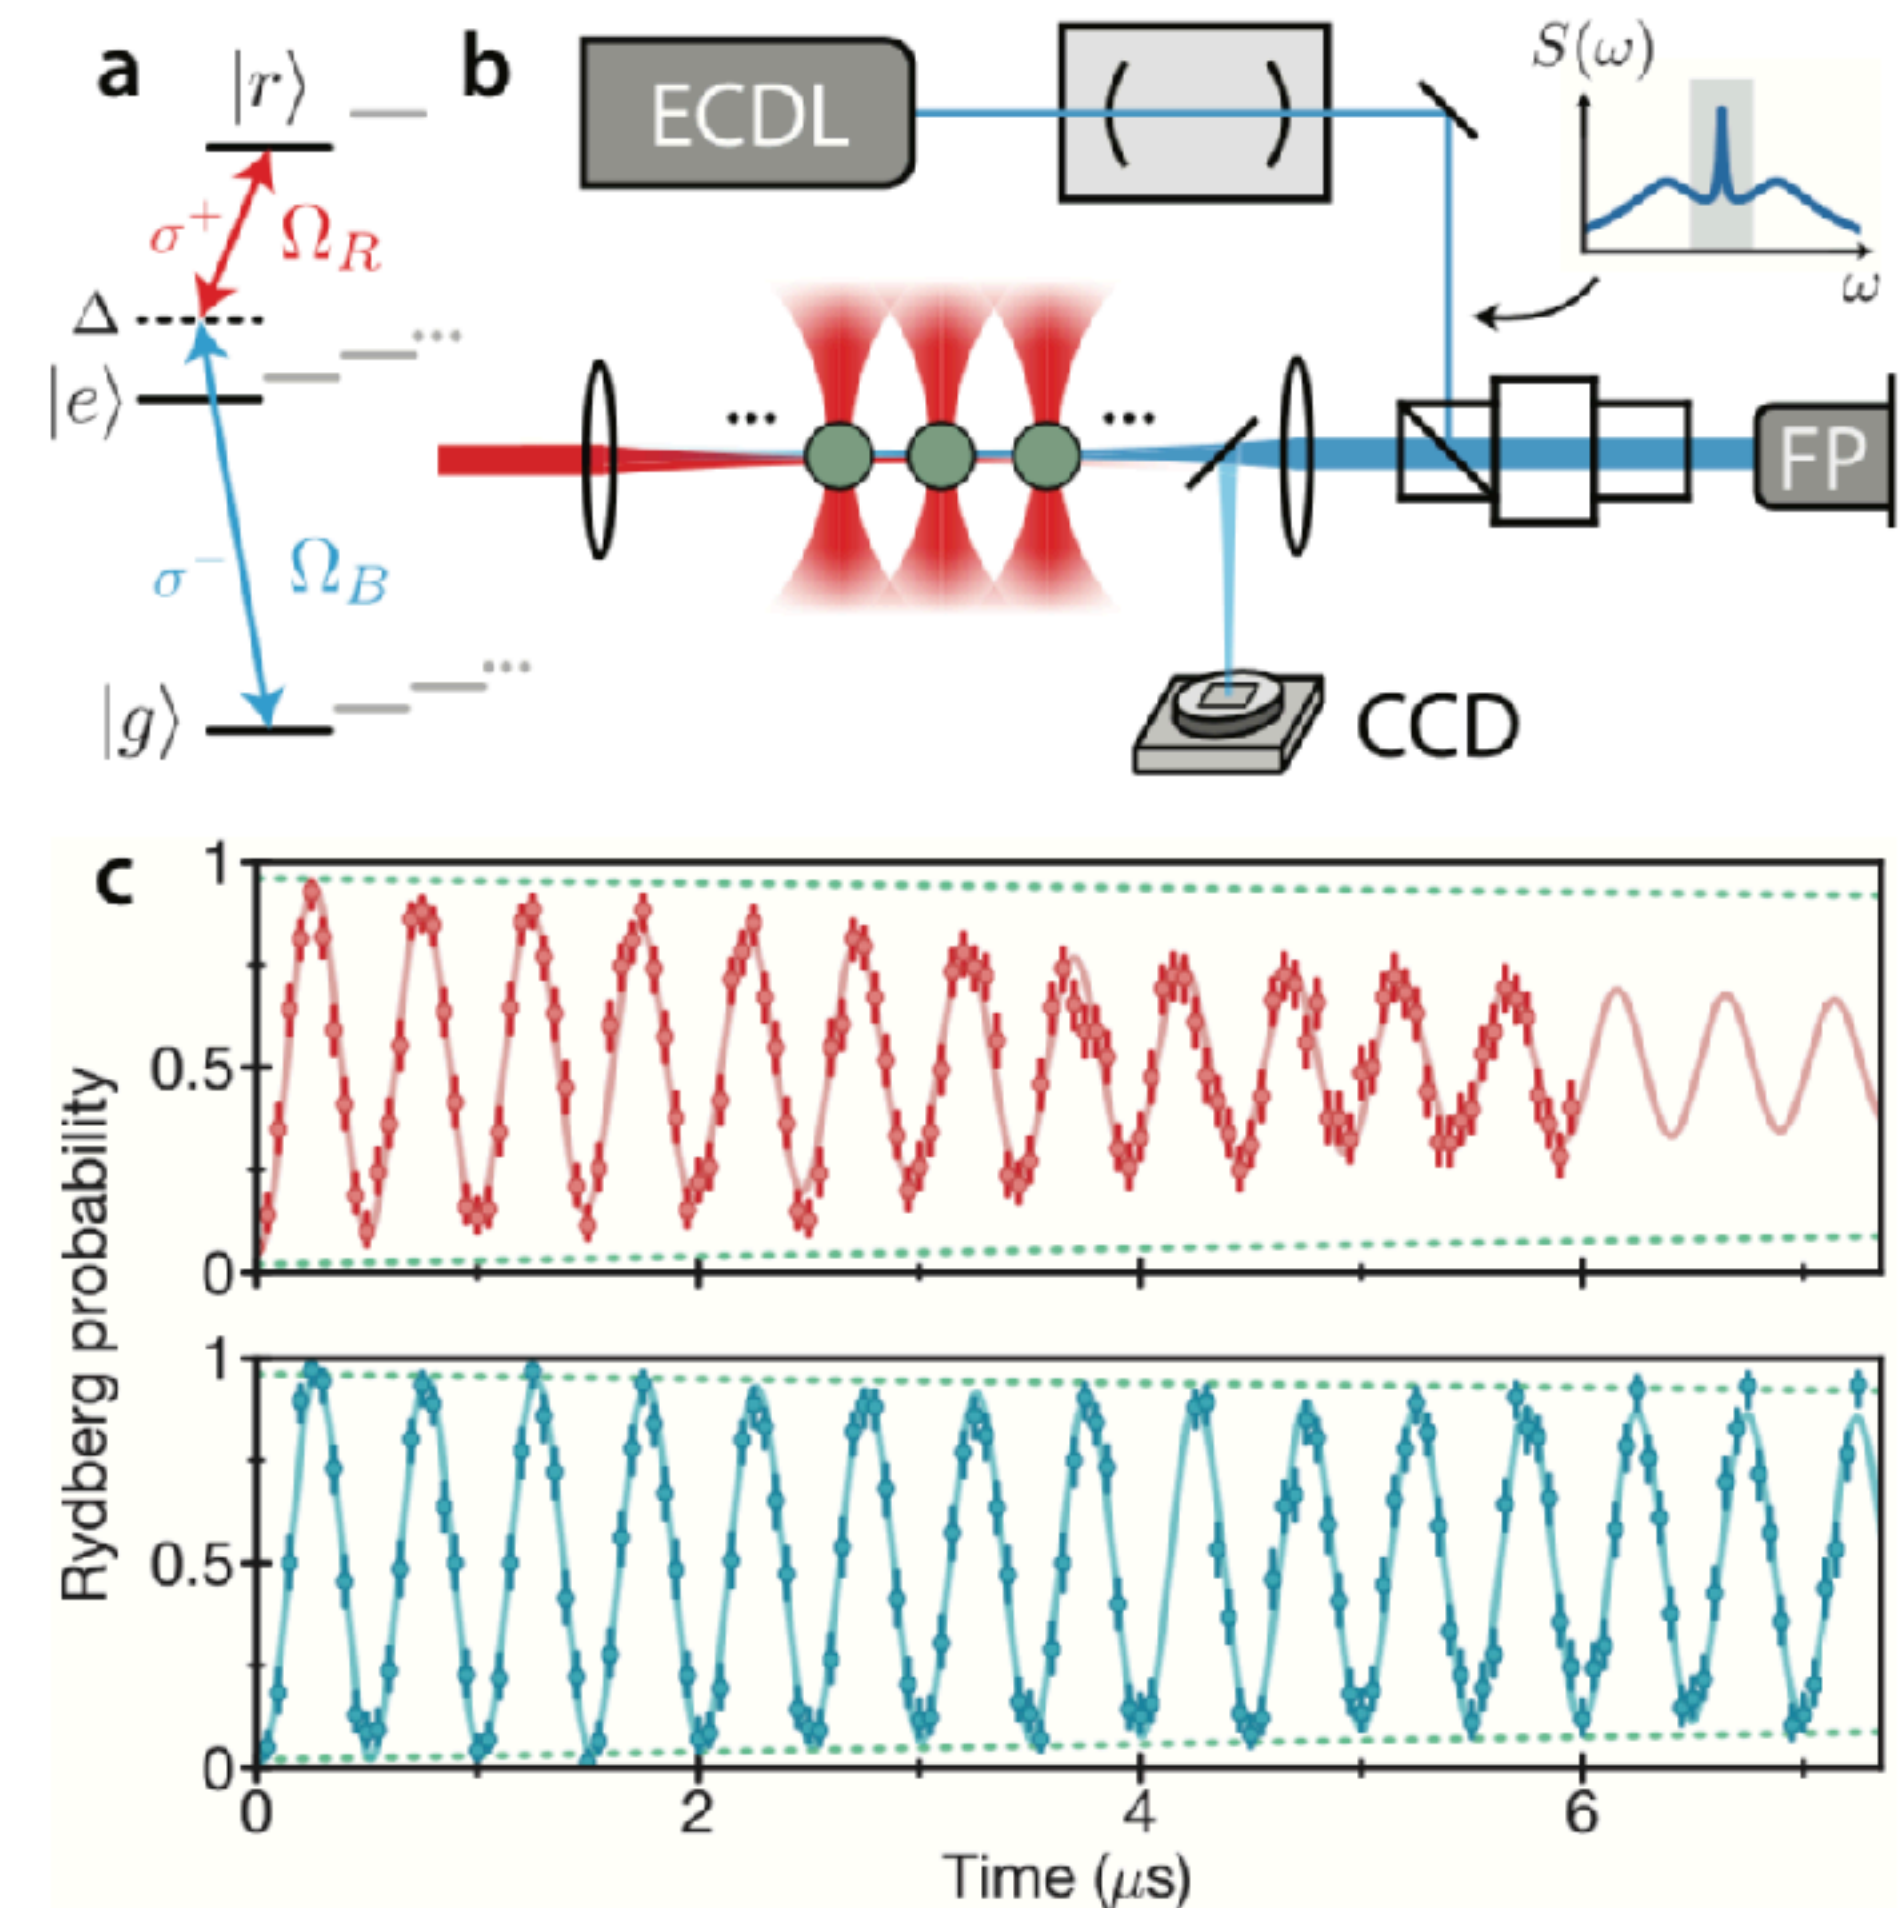 a
|r⟩
σ⁺ Ω_R
Δ
...
|e⟩
σ⁻ Ω_B
...
|g⟩
b
ECDL
S(ω)
ω
... ...
FP
CCD
c
Rydberg probability
1
0.5
0
1
0.5
0
0 2 4 6
Time (μs)